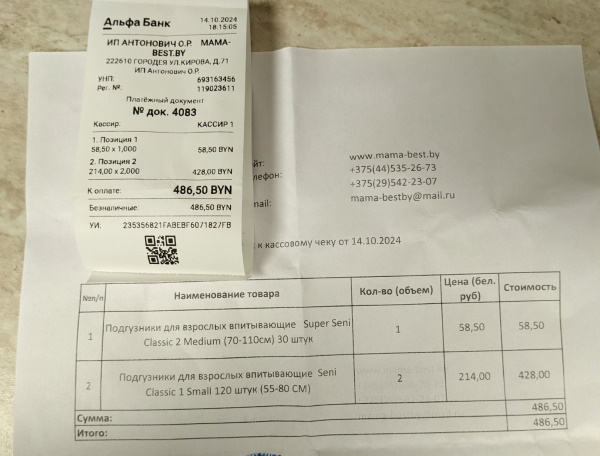 Альфа Банк
14.10.2024
18:15:05
ИП АНТОНОВИЧ О.Р. MAMA-
BEST.BY
222610 ГОРОДЕЯ УЛ.КИРОВА, Д.71
ИП Антонович О.Р.
УНП: 693163456
Рег. №: 119023611
Платёжный документ
№ док. 4083
Кассир: КАССИР 1
1. Позиция 1
58,50 x 1,000 58,50 BYN
2. Позиция 2
214,00 x 2,000 428,00 BYN
К оплате: 486,50 BYN
Безналичные: 486,50 BYN
УИ: 235356821FABEBF6071827FB
йт: www.mama-best.by
лефон: +375(44)535-26-73
+375(29)542-23-07
mail: mama-bestby@mail.ru
к кассовому чеку от 14.10.2024
№п/п Наименование товара Кол-во (объем) Цена (бел. руб) Стоимость
1 Подгузники для взрослых впитывающие Super Seni 1 58,50 58,50
Classic 2 Medium (70-110см) 30 штук
2 Подгузники для взрослых впитывающие Seni 2 214,00 428,00
Classic 1 Small 120 штук (55-80 СМ)
Сумма: 486,50
Итого: 486,50